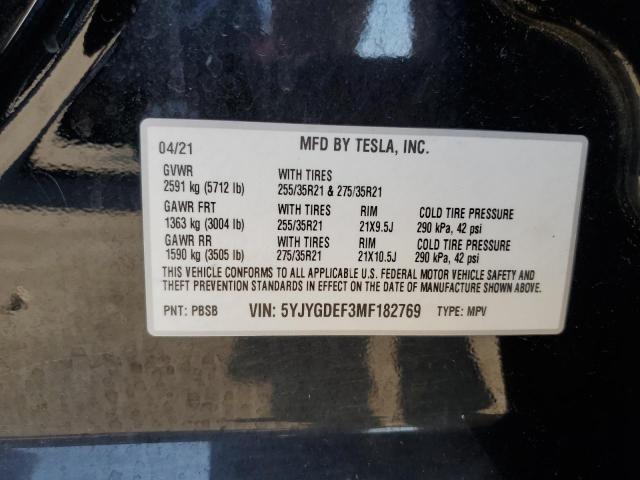 04/21 MFD BY TESLA, INC.
GVWR WITH TIRES
2591 kg (5712 lb) 255/35R21 & 275/35R21
GAWR FRT WITH TIRES RIM COLD TIRE PRESSURE
1363 kg (3004 lb) 255/35R21 21X9.5J 290 kPa, 42 psi
GAWR RR WITH TIRES RIM COLD TIRE PRESSURE
1590 kg (3505 lb) 275/35R21 21X10.5J 290 kPa, 42 psi
THIS VEHICLE CONFORMS TO ALL APPLICABLE U.S. FEDERAL MOTOR VEHICLE SAFETY AND
THEFT PREVENTION STANDARDS IN EFFECT ON THE DATE OF MANUFACTURE SHOWN ABOVE.
PNT: PBSB VIN: 5YJYGDEF3MF182769 TYPE: MPV